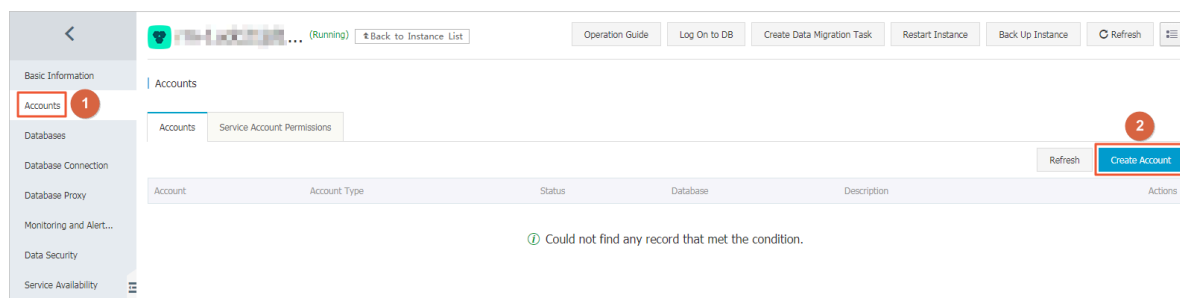 ... (Running) Back to Instance List Operation Guide Log On to DB Create Data Migration Task Restart Instance Back Up Instance Refresh
Basic Information
Accounts
Accounts 1
Accounts Service Account Permissions 2
Databases
Database Connection Refresh Create Account
Database Proxy Account Account Type Status Database Description Actions
Monitoring and Alert...
Could not find any record that met the condition.
Data Security
Service Availability